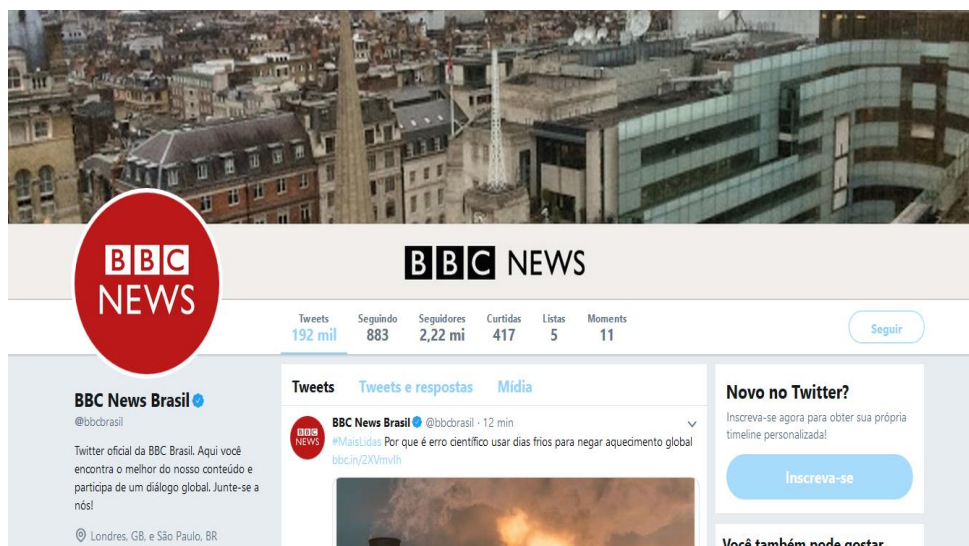 BBC NEWS
BBC
NEWS
Tweets Seguindo Seguidores Curtidas Listas Moments
192 mil 883 2,22 mi 417 5 11
Seguir
BBC News Brasil
@bbcbrasil
Twitter oficial da BBC Brasil. Aqui você
encontra o melhor do nosso conteúdo e
participa de um diálogo global. Junte-se a
nós!
Londres, GB, e São Paulo, BR
Tweets Tweets e respostas Mídia
BBC
NEWS
BBC News Brasil @bbcbrasil · 12 min
#MaisLidas Por que é erro científico usar dias frios para negar aquecimento global
bbc.in/2XVmvIh
Novo no Twitter?
Inscreva-se agora para obter sua própria
timeline personalizada!
Inscreva-se
Você também pode gostar